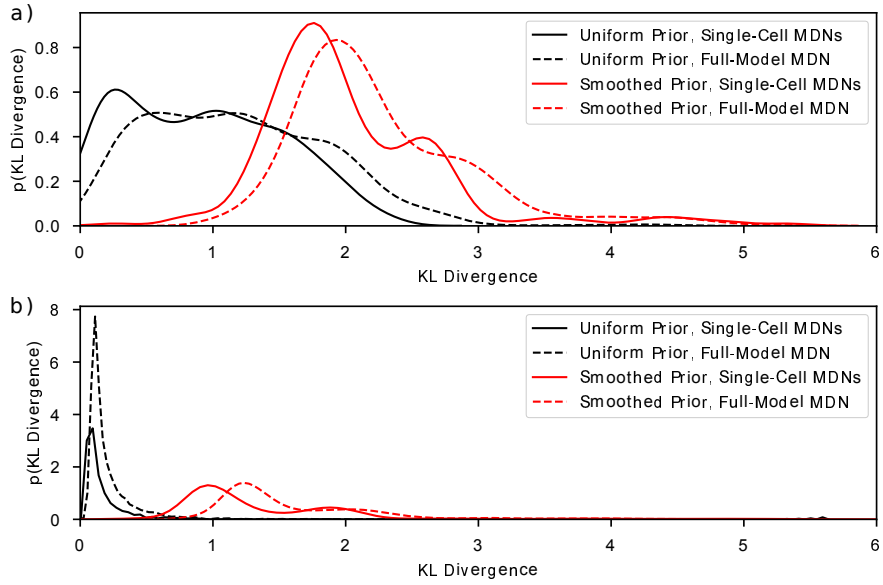 a)
p(KL Divergence)
0.8
0.6
0.4
0.2
0.0
Uniform Prior, Single-Cell MDNs
Uniform Prior, Full-Model MDN
Smoothed Prior, Single-Cell MDNs
Smoothed Prior, Full-Model MDN
0 1 2 3 4 5 6
KL Divergence
b)
p(KL Divergence)
8
6
4
2
0
Uniform Prior, Single-Cell MDNs
Uniform Prior, Full-Model MDN
Smoothed Prior, Single-Cell MDNs
Smoothed Prior, Full-Model MDN
0 1 2 3 4 5 6
KL Divergence